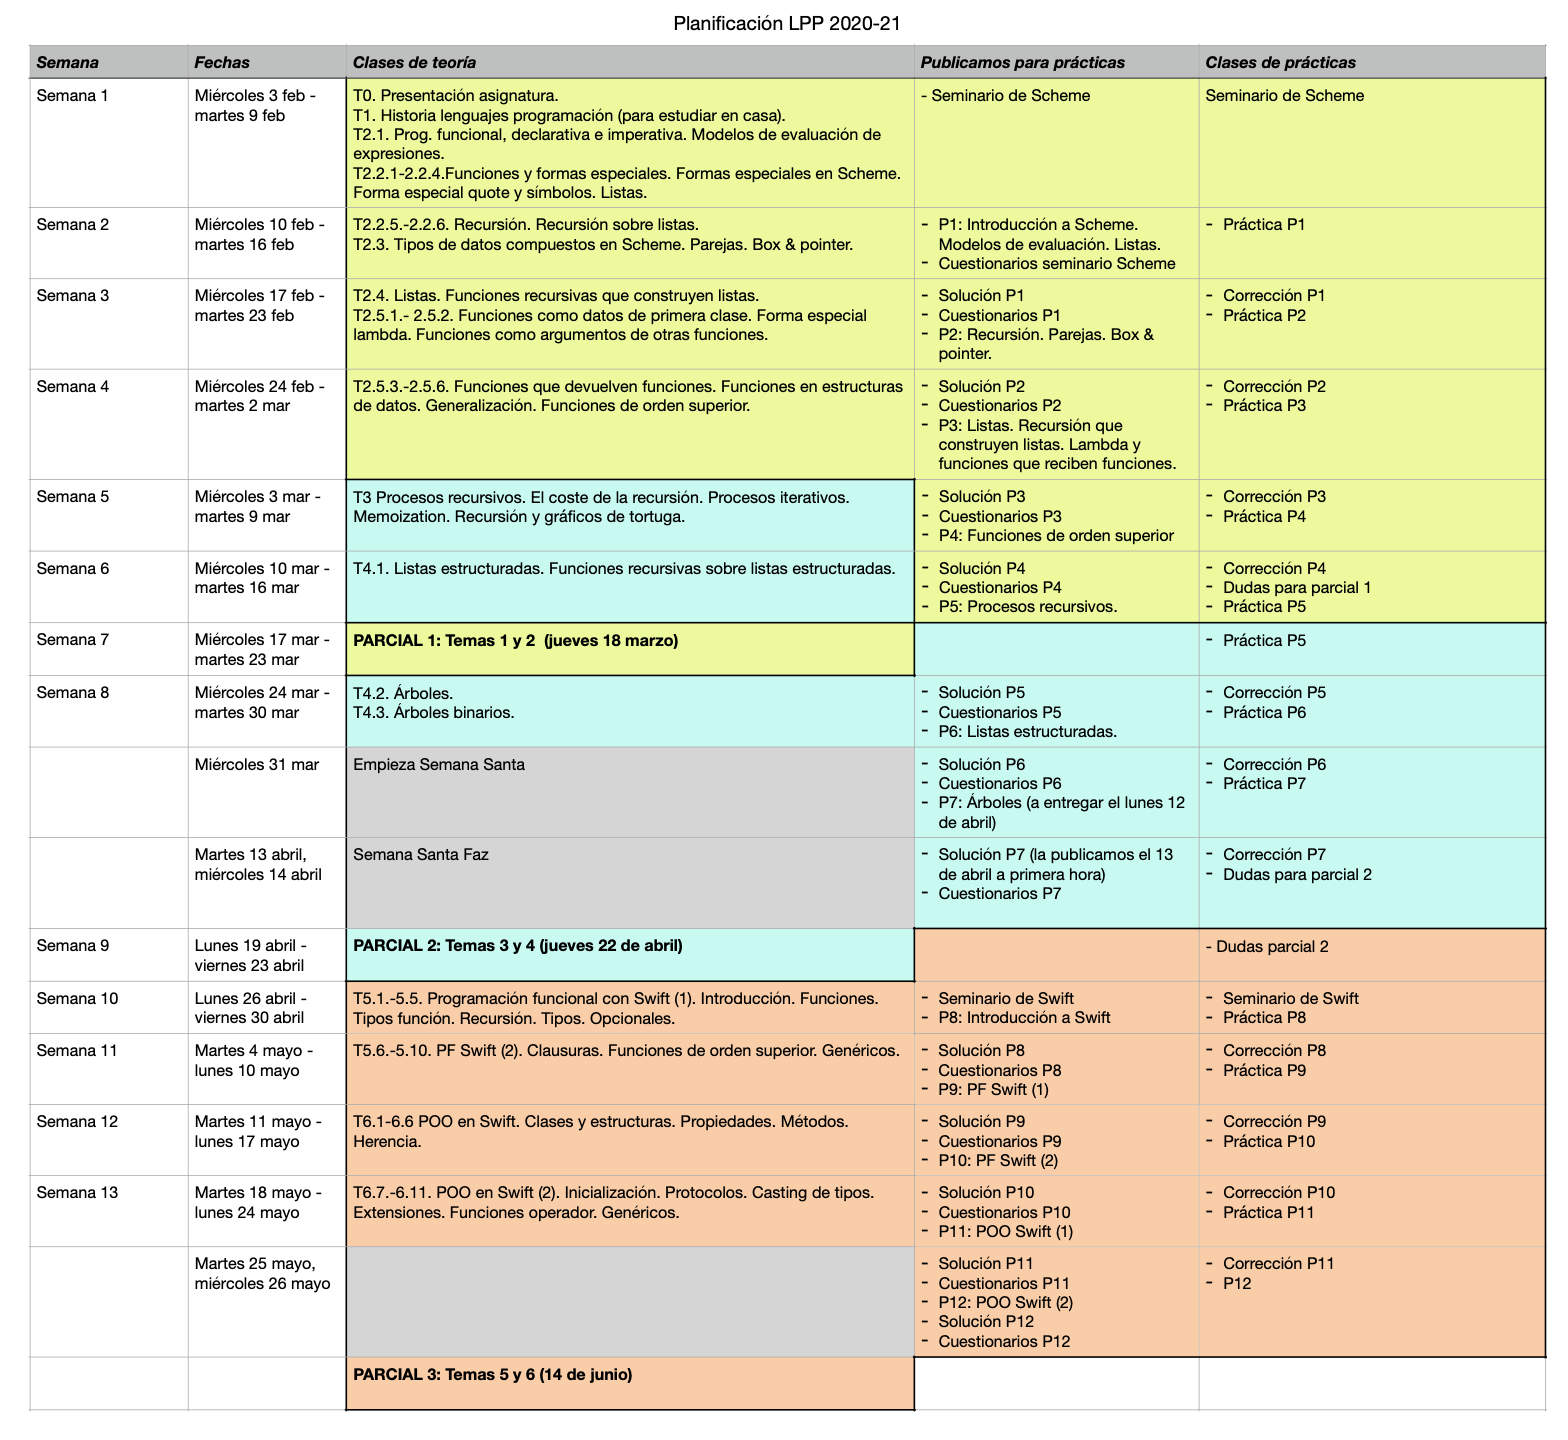 Planificación LPP 2020-21
Semana
Fechas
Clases de teoría
Publicamos para prácticas
Clases de prácticas
Semana 1
Miércoles 3 feb -
martes 9 feb
T0. Presentación asignatura.
T1. Historia lenguajes programación (para estudiar en casa).
T2.1. Prog. funcional, declarativa e imperativa. Modelos de evaluación de
expresiones.
T2.2.1-2.2.4.Funciones y formas especiales. Formas especiales en Scheme.
Forma especial quote y símbolos. Listas.
- Seminario de Scheme
Seminario de Scheme
Semana 2
Miércoles 10 feb -
martes 16 feb
T2.2.5.-2.2.6. Recursión. Recursión sobre listas.
T2.3. Tipos de datos compuestos en Scheme. Parejas. Box & pointer.
- P1: Introducción a Scheme.
Modelos de evaluación. Listas.
- Cuestionarios seminario Scheme
- Práctica P1
Semana 3
Miércoles 17 feb -
martes 23 feb
T2.4. Listas. Funciones recursivas que construyen listas.
T2.5.1.- 2.5.2. Funciones como datos de primera clase. Forma especial
lambda. Funciones como argumentos de otras funciones.
- Solución P1
- Cuestionarios P1
- P2: Recursión. Parejas. Box &
pointer.
- Corrección P1
- Práctica P2
Semana 4
Miércoles 24 feb -
martes 2 mar
T2.5.3.-2.5.6. Funciones que devuelven funciones. Funciones en estructuras
de datos. Generalización. Funciones de orden superior.
- Solución P2
- Cuestionarios P2
- P3: Listas. Recursión que
construyen listas. Lambda y
funciones que reciben funciones.
- Corrección P2
- Práctica P3
Semana 5
Miércoles 3 mar -
martes 9 mar
T3 Procesos recursivos. El coste de la recursión. Procesos iterativos.
Memoization. Recursión y gráficos de tortuga.
- Solución P3
- Cuestionarios P3
- P4: Funciones de orden superior
- Corrección P3
- Práctica P4
Semana 6
Miércoles 10 mar -
martes 16 mar
T4.1. Listas estructuradas. Funciones recursivas sobre listas estructuradas.
- Solución P4
- Cuestionarios P4
- P5: Procesos recursivos.
- Corrección P4
- Dudas para parcial 1
- Práctica P5
Semana 7
Miércoles 17 mar -
martes 23 mar
PARCIAL 1: Temas 1 y 2 (jueves 18 marzo)
- Práctica P5
Semana 8
Miércoles 24 mar -
martes 30 mar
T4.2. Árboles.
T4.3. Árboles binarios.
- Solución P5
- Cuestionarios P5
- P6: Listas estructuradas.
- Corrección P5
- Práctica P6
Miércoles 31 mar
Empieza Semana Santa
- Solución P6
- Cuestionarios P6
- P7: Árboles (a entregar el lunes 12
de abril)
- Corrección P6
- Práctica P7
Martes 13 abril,
miércoles 14 abril
Semana Santa Faz
- Solución P7 (la publicamos el 13
de abril a primera hora)
- Cuestionarios P7
- Corrección P7
- Dudas para parcial 2
Semana 9
Lunes 19 abril -
viernes 23 abril
PARCIAL 2: Temas 3 y 4 (jueves 22 de abril)
- Dudas parcial 2
Semana 10
Lunes 26 abril -
viernes 30 abril
T5.1.-5.5. Programación funcional con Swift (1). Introducción. Funciones.
Tipos función. Recursión. Tipos. Opcionales.
- Seminario de Swift
- P8: Introducción a Swift
- Seminario de Swift
- Práctica P8
Semana 11
Martes 4 mayo -
lunes 10 mayo
T5.6.-5.10. PF Swift (2). Clausuras. Funciones de orden superior. Genéricos.
- Solución P8
- Cuestionarios P8
- P9: PF Swift (1)
- Corrección P8
- Práctica P9
Semana 12
Martes 11 mayo -
lunes 17 mayo
T6.1-6.6 POO en Swift. Clases y estructuras. Propiedades. Métodos.
Herencia.
- Solución P9
- Cuestionarios P9
- P10: PF Swift (2)
- Corrección P9
- Práctica P10
Semana 13
Martes 18 mayo -
lunes 24 mayo
T6.7.-6.11. POO en Swift (2). Inicialización. Protocolos. Casting de tipos.
Extensiones. Funciones operador. Genéricos.
- Solución P10
- Cuestionarios P10
- P11: POO Swift (1)
- Corrección P10
- Práctica P11
Martes 25 mayo,
miércoles 26 mayo
- Solución P11
- Cuestionarios P11
- P12: POO Swift (2)
- Solución P12
- Cuestionarios P12
- Corrección P11
- P12
PARCIAL 3: Temas 5 y 6 (14 de junio)